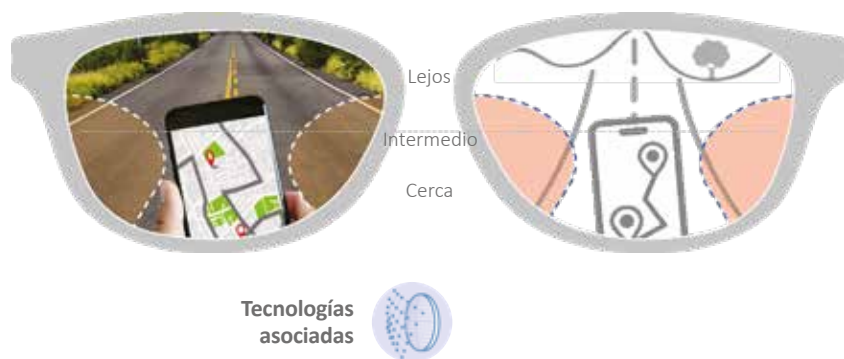 Lejos
Intermedio
Cerca
Tecnologías
asociadas